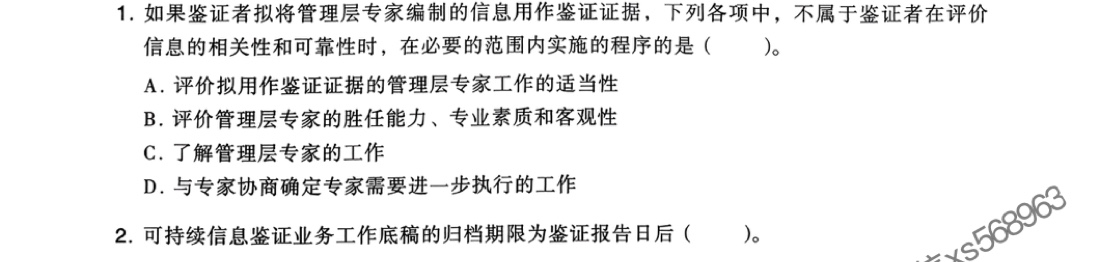 1. 如果鉴证者拟将管理层专家编制的信息用作鉴证证据，下列各项中，不属于鉴证者在评价
信息的相关性和可靠性时，在必要的范围内实施的程序的是（　　）。
A. 评价拟用作鉴证证据的管理层专家工作的适当性
B. 评价管理层专家的胜任能力、专业素质和客观性
C. 了解管理层专家的工作
D. 与专家协商确定专家需要进一步执行的工作
2. 可持续信息鉴证业务工作底稿的归档期限为鉴证报告日后（　　）。
xs568963